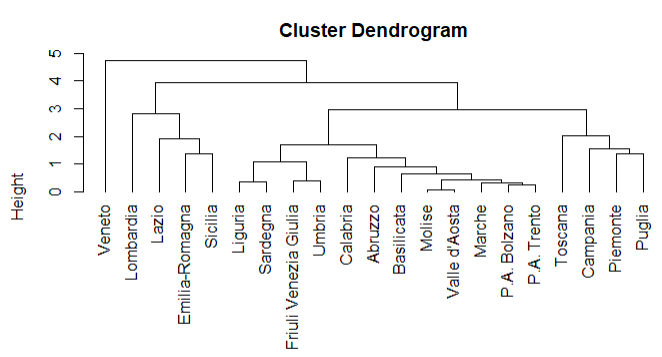 Cluster Dendrogram
Height
5
4
3
2
1
0
Veneto
Lombardia
Lazio
Emilia-Romagna
Sicilia
Liguria
Sardegna
Friuli Venezia Giulia
Umbria
Calabria
Abruzzo
Basilicata
Molise
Valle d'Aosta
Marche
P.A. Bolzano
P.A. Trento
Toscana
Campania
Piemonte
Puglia